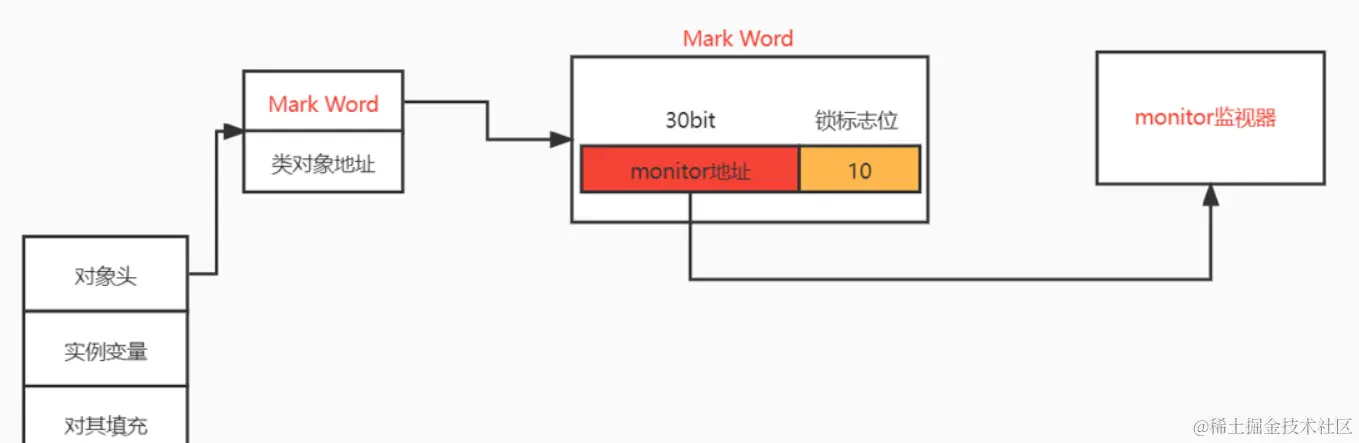 Mark Word
Mark Word
类对象地址
30bit
锁标志位
monitor地址
10
monitor监视器
对象头
实例变量
对其填充
@稀土掘金技术社区